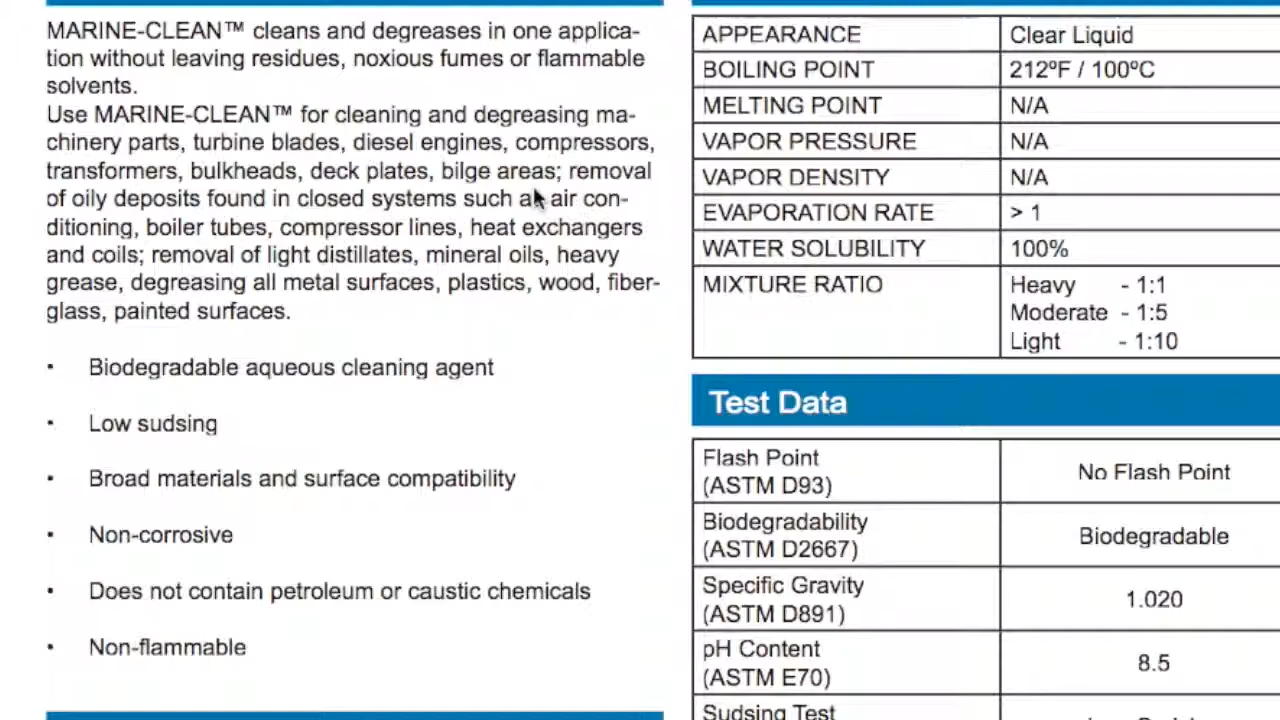 MARINE-CLEAN™ cleans and degreases in one applica-
tion without leaving residues, noxious fumes or flammable
solvents.
Use MARINE-CLEAN™ for cleaning and degreasing ma-
chinery parts, turbine blades, diesel engines, compressors,
transformers, bulkheads, deck plates, bilge areas; removal
of oily deposits found in closed systems such as air con-
ditioning, boiler tubes, compressor lines, heat exchangers
and coils; removal of light distillates, mineral oils, heavy
grease, degreasing all metal surfaces, plastics, wood, fiber-
glass, painted surfaces.
• Biodegradable aqueous cleaning agent
• Low sudsing
• Broad materials and surface compatibility
• Non-corrosive
• Does not contain petroleum or caustic chemicals
• Non-flammable
APPEARANCE Clear Liquid
BOILING POINT 212ºF / 100ºC
MELTING POINT N/A
VAPOR PRESSURE N/A
VAPOR DENSITY N/A
EVAPORATION RATE > 1
WATER SOLUBILITY 100%
MIXTURE RATIO Heavy - 1:1
Moderate - 1:5
Light - 1:10
Test Data
Flash Point
(ASTM D93) No Flash Point
Biodegradability
(ASTM D2667) Biodegradable
Specific Gravity
(ASTM D891) 1.020
pH Content
(ASTM E70) 8.5
Sudsing Test